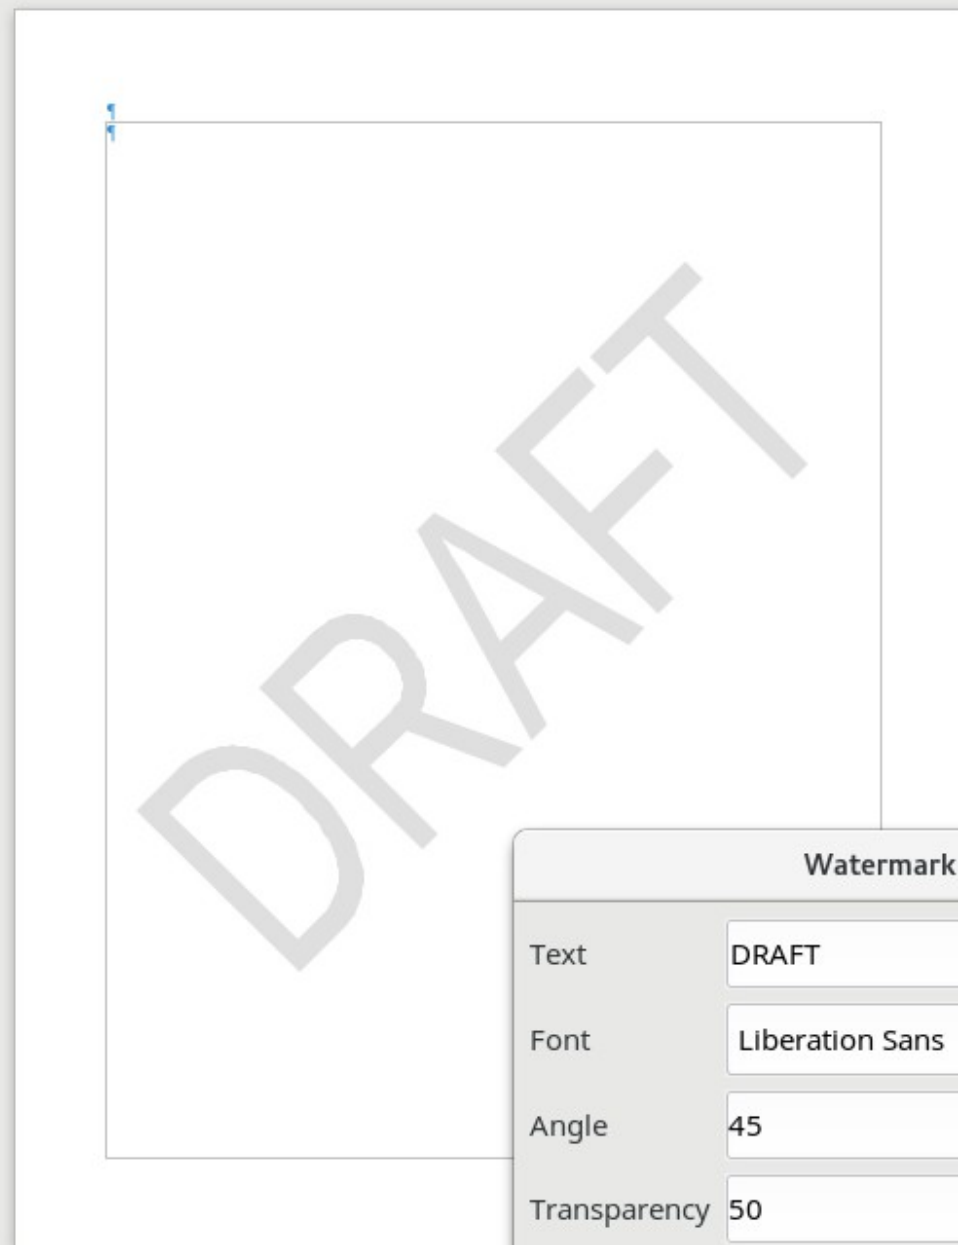 ¶
¶
DRAFT
Watermark
Text DRAFT
Font Liberation Sans
Angle 45
Transparency 50